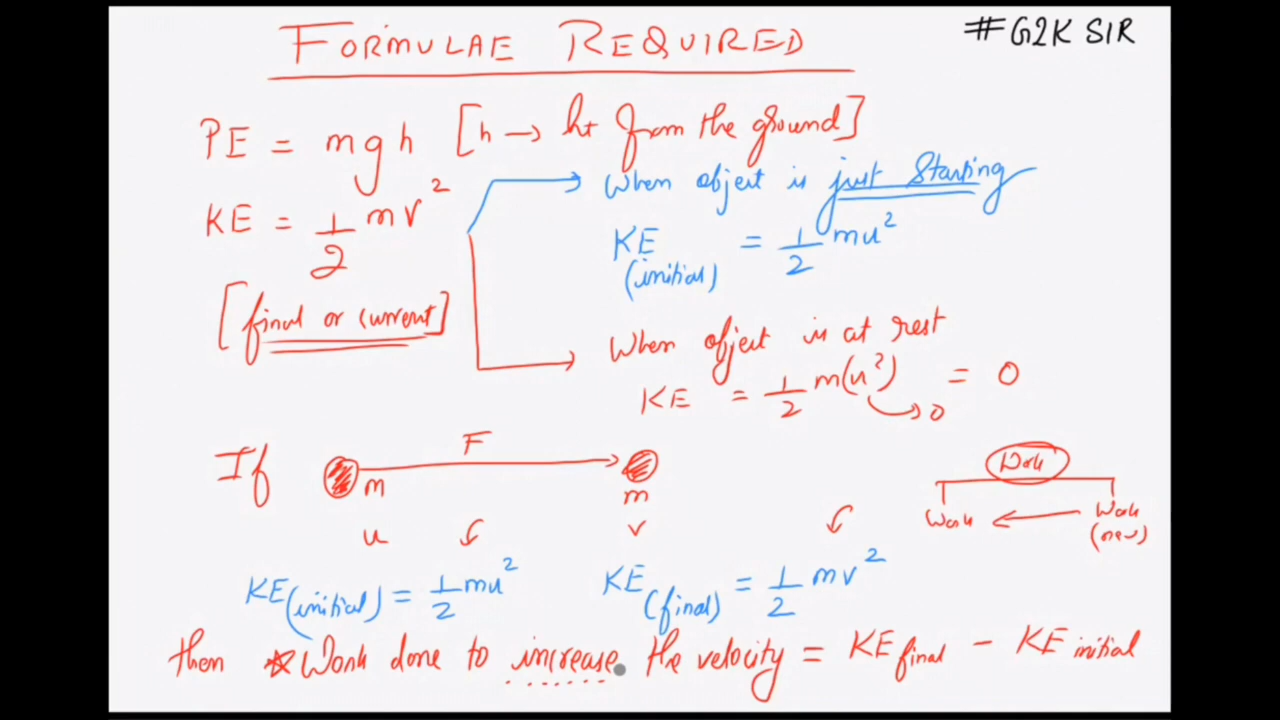 FORMULAE REQUIRED
#G2K SIR
PE = mgh [h → ht from the ground]
KE = 1/2 mv²
[final or current]
When object is just starting
KE (initial) = 1/2 mu²
When object is at rest
KE = 1/2 m(u²) = 0
0
If
F
m
m
u
v
Work
Work
Work (new)
KE (initial) = 1/2 mu²
KE (final) = 1/2 mv²
then Work done to increase the velocity = KE final - KE initial